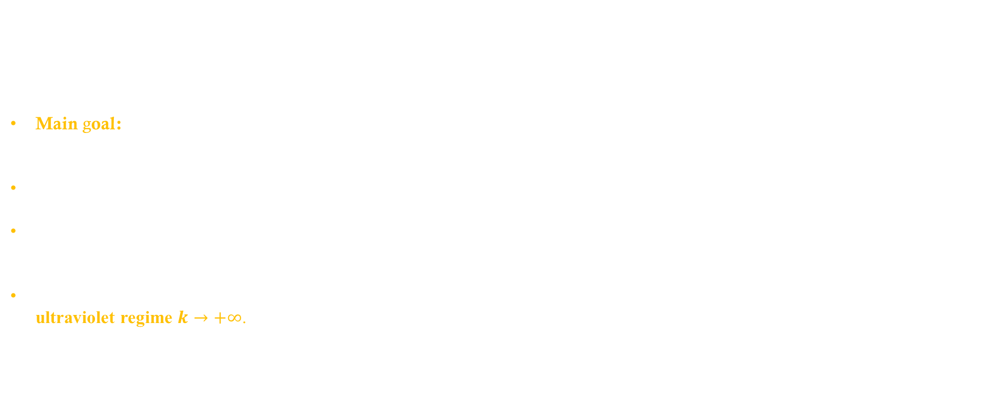 • Main goal:
•
•
•
ultraviolet regime k → +∞.